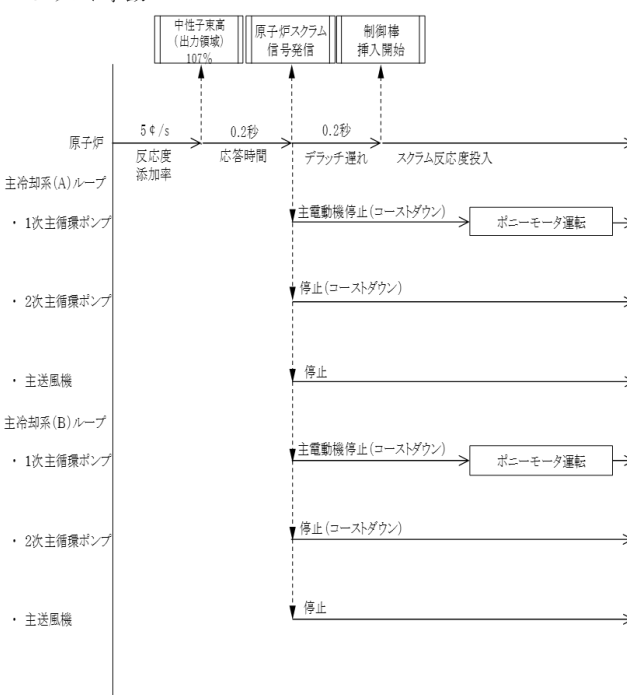 中性子束高
(出力領域)
107%
原子炉スクラム
信号発信
制御棒
挿入開始
原子炉
5¢/s
反応度
添加率
0.2秒
応答時間
0.2秒
デラッチ遅れ
スクラム反応度投入
主冷却系(A)ループ
・ 1次主循環ポンプ
主電動機停止(コーストダウン)
ポニーモータ運転
・ 2次主循環ポンプ
停止(コーストダウン)
・ 主送風機
停止
主冷却系(B)ループ
・ 1次主循環ポンプ
主電動機停止(コーストダウン)
ポニーモータ運転
・ 2次主循環ポンプ
停止(コーストダウン)
・ 主送風機
停止